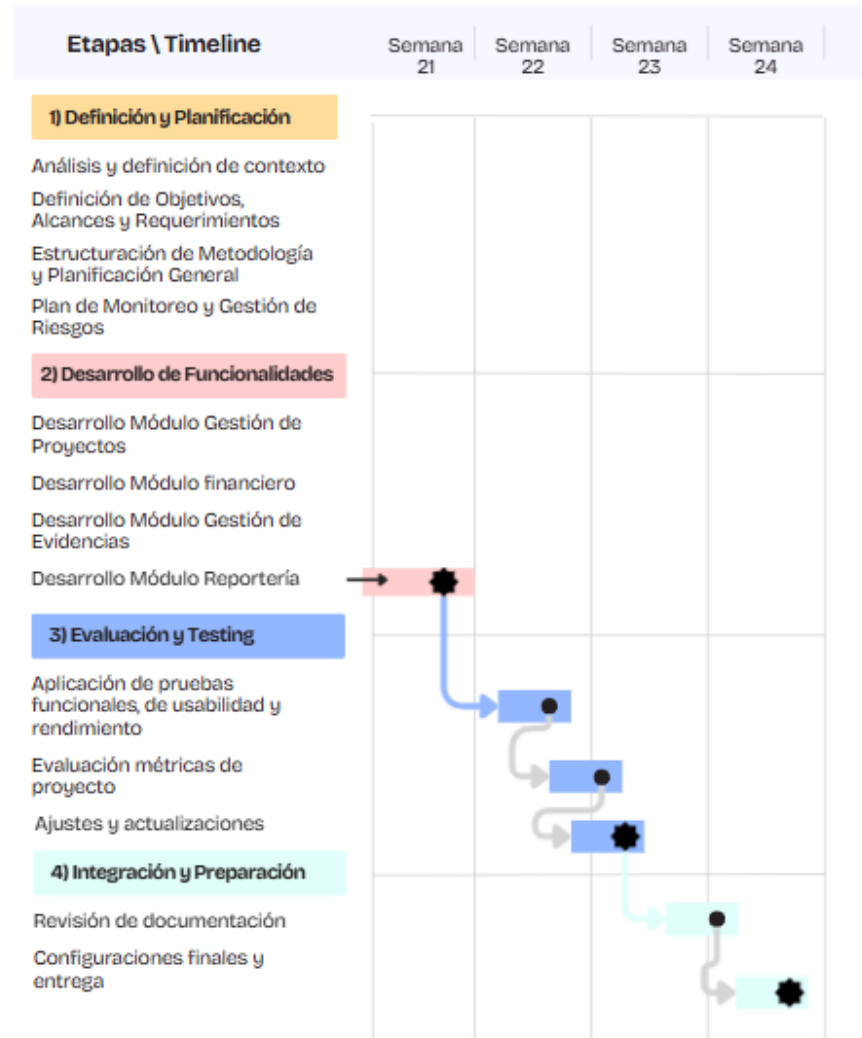 Etapas \ Timeline
Semana
21
Semana
22
Semana
23
Semana
24
1) Definición y Planificación
Análisis y definición de contexto
Definición de Objetivos,
Alcances y Requerimientos
Estructuración de Metodología
y Planificación General
Plan de Monitoreo y Gestión de
Riesgos
2) Desarrollo de Funcionalidades
Desarrollo Módulo Gestión de
Proyectos
Desarrollo Módulo financiero
Desarrollo Módulo Gestión de
Evidencias
Desarrollo Módulo Reportería
3) Evaluación y Testing
Aplicación de pruebas
funcionales, de usabilidad y
rendimiento
Evaluación métricas de
proyecto
Ajustes y actualizaciones
4) Integración y Preparación
Revisión de documentación
Configuraciones finales y
entrega